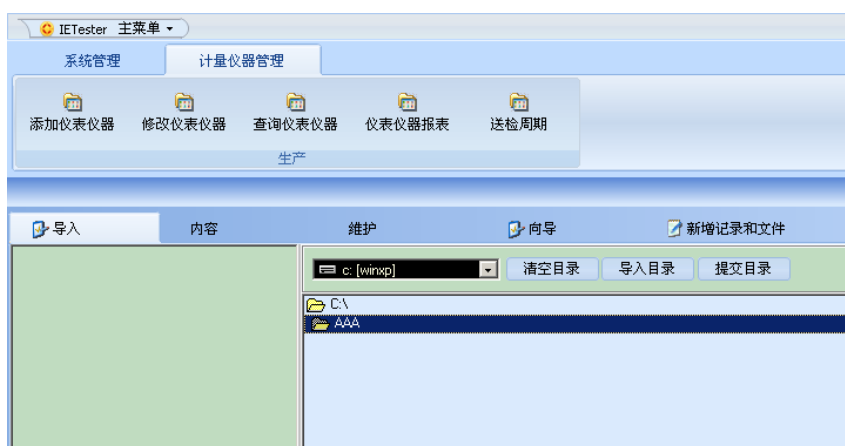 IETester 主菜单
系统管理 计量仪器管理
添加仪表仪器 修改仪表仪器 查询仪表仪器 仪表仪器报表 送检周期
生产
导入 内容 维护 向导 新增记录和文件
c: [winxp] 清空目录 导入目录 提交目录
C:\
AAA